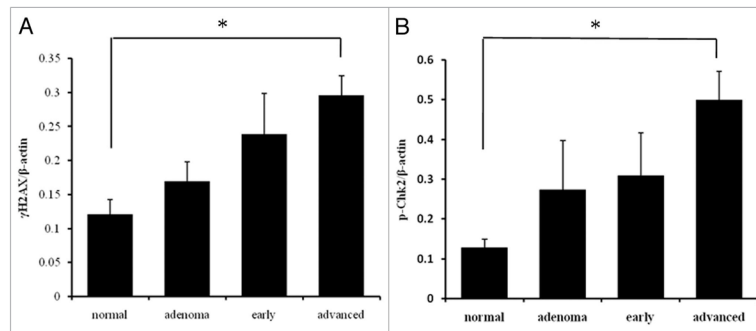 A
*
0.35
0.3
0.25
0.2
0.15
0.1
0.05
0
γH2AX/β-actin
normal adenoma early advanced
B
*
0.6
0.5
0.4
0.3
0.2
0.1
0
p-Chk2/β-actin
normal adenoma early advanced